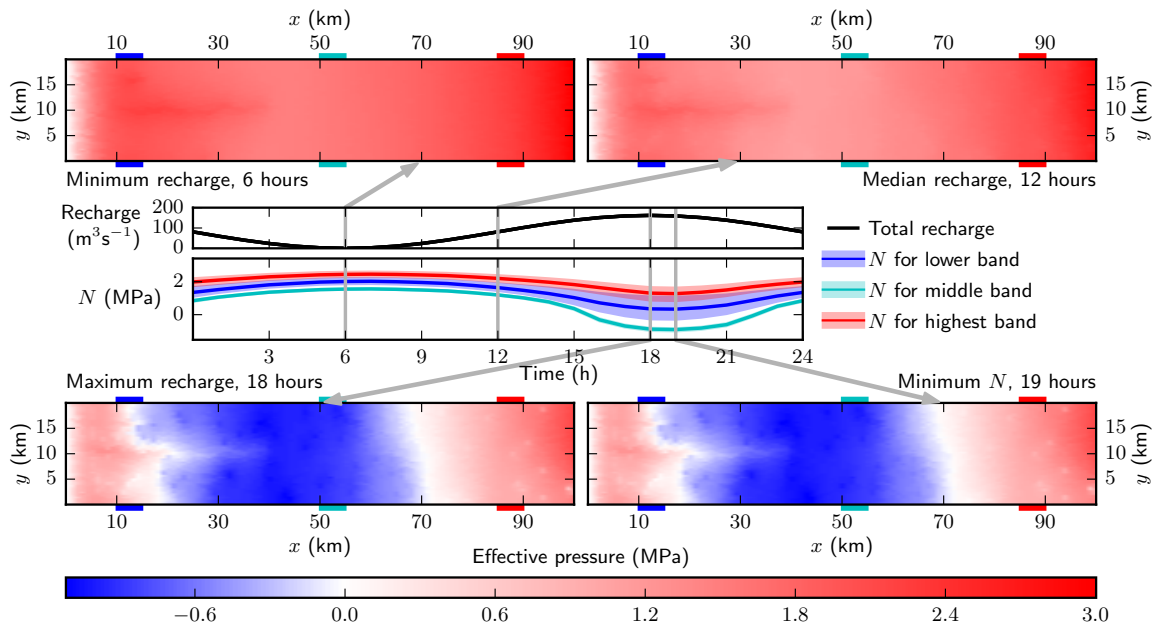 x (km)
x (km)
10 30 50 70 90
10 30 50 70 90
y (km)
15
10
5
15
10
5
y (km)
Minimum recharge, 6 hours
Median recharge, 12 hours
Recharge
(m³s⁻¹)
200
100
0
N (MPa)
2
0
3 6 9 12 15 18 21 24
Time (h)
Total recharge
N for lower band
N for middle band
N for highest band
Maximum recharge, 18 hours
Minimum N, 19 hours
y (km)
15
10
5
15
10
5
y (km)
10 30 50 70 90
10 30 50 70 90
x (km)
x (km)
Effective pressure (MPa)
−0.6 0.0 0.6 1.2 1.8 2.4 3.0